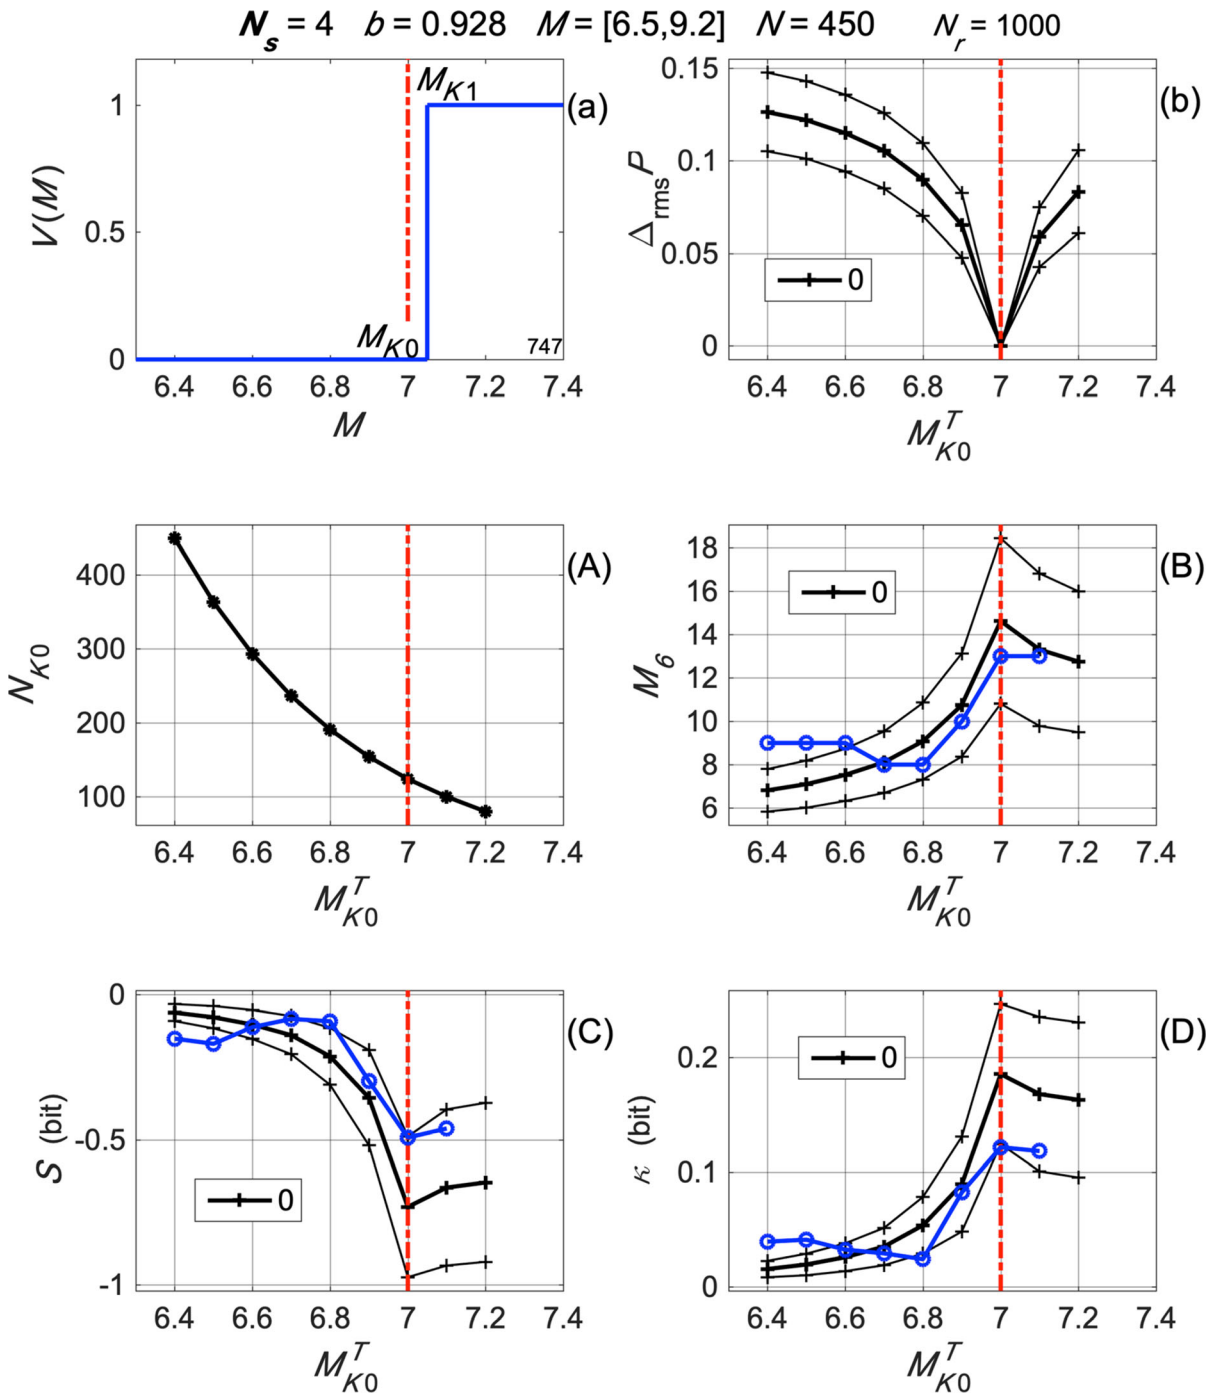 N_s = 4 b = 0.928 M = [6.5,9.2] N = 450 N_r = 1000
M_K1
(a)
1
0.5
0
V(M)
M_K0
747
6.4 6.6 6.8 7 7.2 7.4
M
(b)
0.15
0.1
0.05
0
Δ_rms P
0
6.4 6.6 6.8 7 7.2 7.4
M^T_K0
(A)
400
300
200
100
N_K0
6.4 6.6 6.8 7 7.2 7.4
M^T_K0
(B)
18
16
14
12
10
8
6
M_6
0
6.4 6.6 6.8 7 7.2 7.4
M^T_K0
(C)
0
-0.5
-1
S (bit)
0
6.4 6.6 6.8 7 7.2 7.4
M^T_K0
(D)
0.2
0.1
0
κ (bit)
0
6.4 6.6 6.8 7 7.2 7.4
M^T_K0